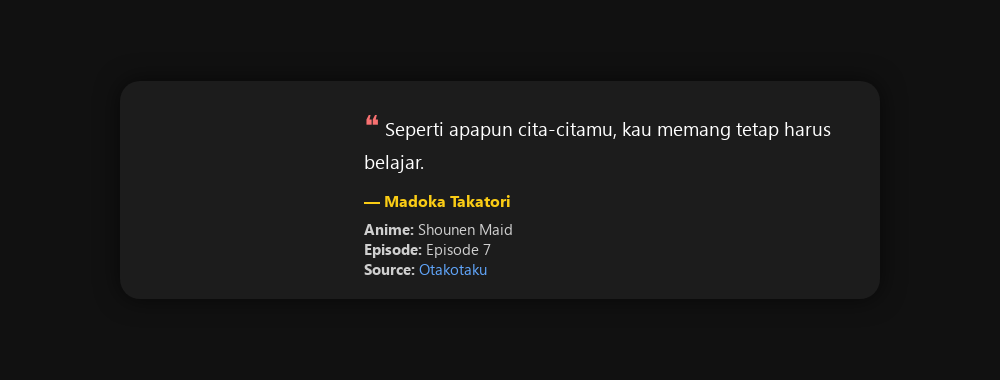 ❝ Seperti apapun cita-citamu, kau memang tetap harus
belajar.
— Madoka Takatori
Anime: Shounen Maid
Episode: Episode 7
Source: Otakotaku